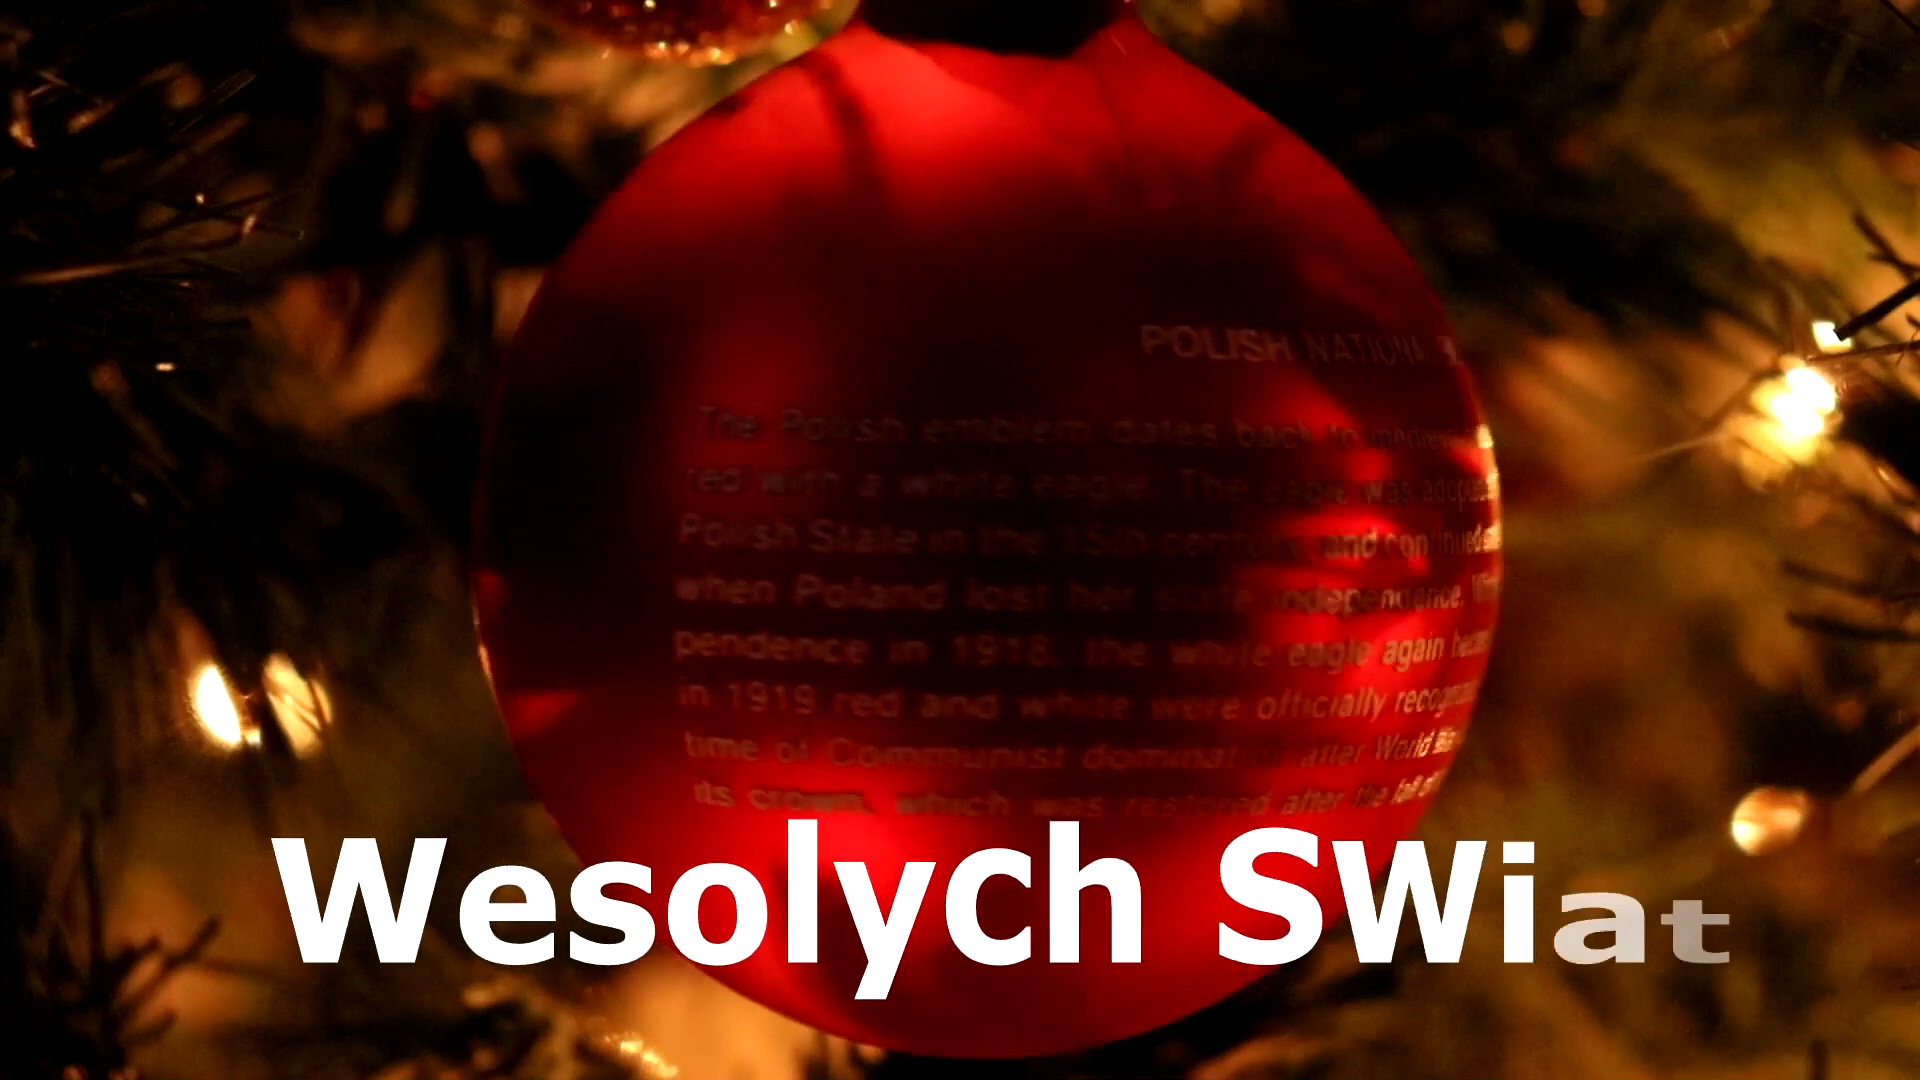 POLISH NATIONAL
The Polish emblem dates back to
red with a white eagle. The Eagle was adopted
Polish State in the 15th century, and continued
when Poland lost her state independence.
pendence in 1918, the white eagle again
in 1919 red and white were officially
time of Communist domination after World
its crown, which was restored after the fall of
Wesolych SWiat